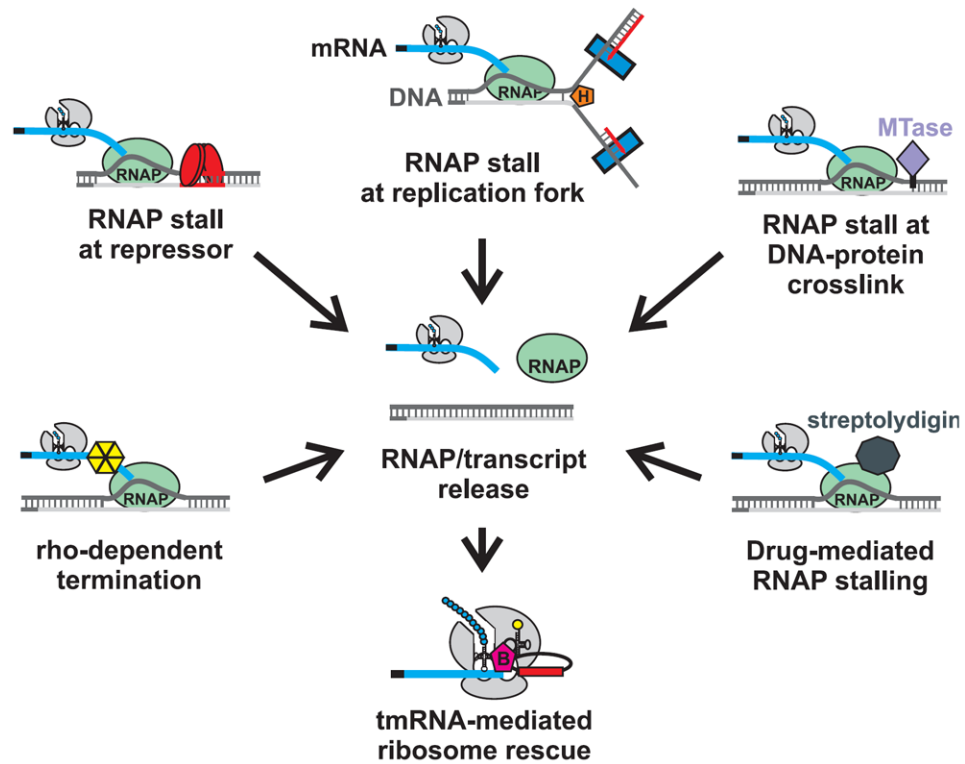 mRNA
RNAP
DNA
H
RNAP stall
at replication fork
RNAP
RNAP stall
at repressor
MTase
RNAP
RNAP stall at
DNA-protein
crosslink
RNAP
RNAP/transcript
release
RNAP
rho-dependent
termination
streptolydigin
RNAP
Drug-mediated
RNAP stalling
B
tmRNA-mediated
ribosome rescue